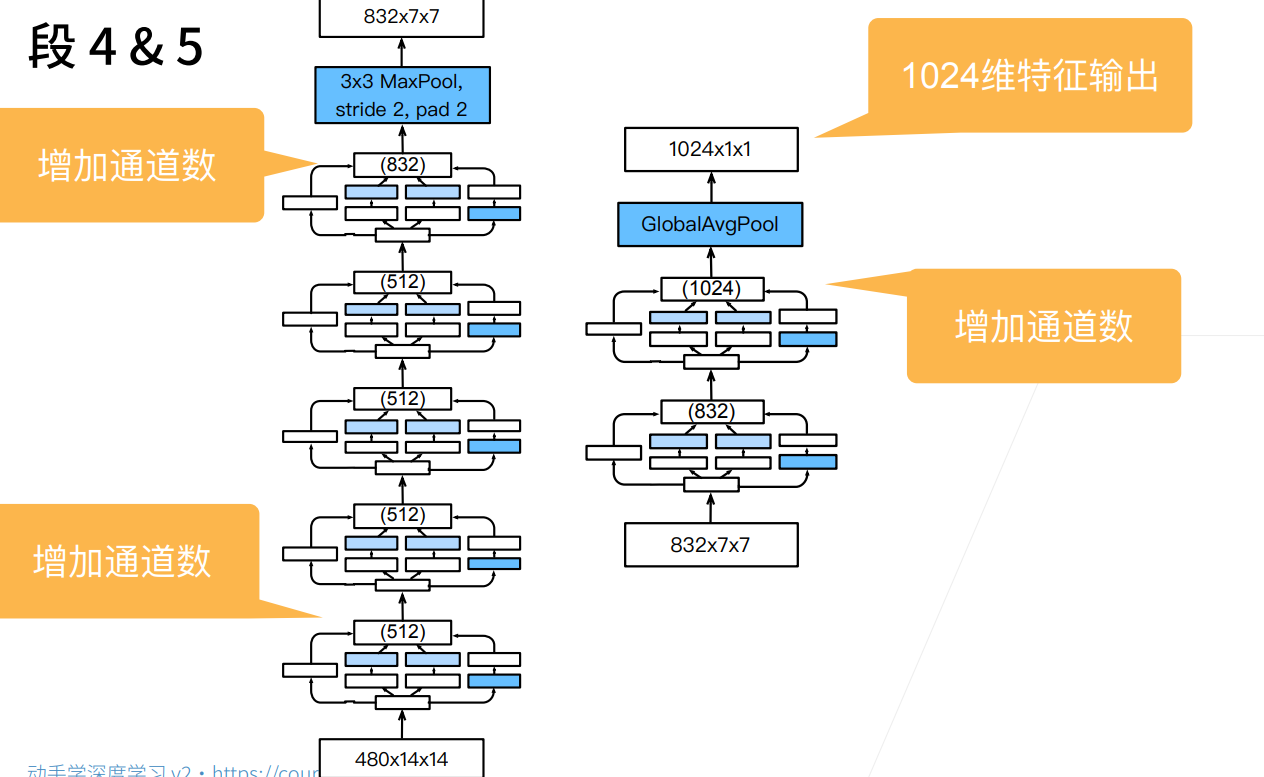 段 4 & 5
832x7x7
3x3 MaxPool,
stride 2, pad 2
增加通道数
(832)
(512)
(512)
(512)
增加通道数
(512)
480x14x14
1024维特征输出
1024x1x1
GlobalAvgPool
(1024)
增加通道数
(832)
832x7x7
动手学深度学习 v2 · https://cour